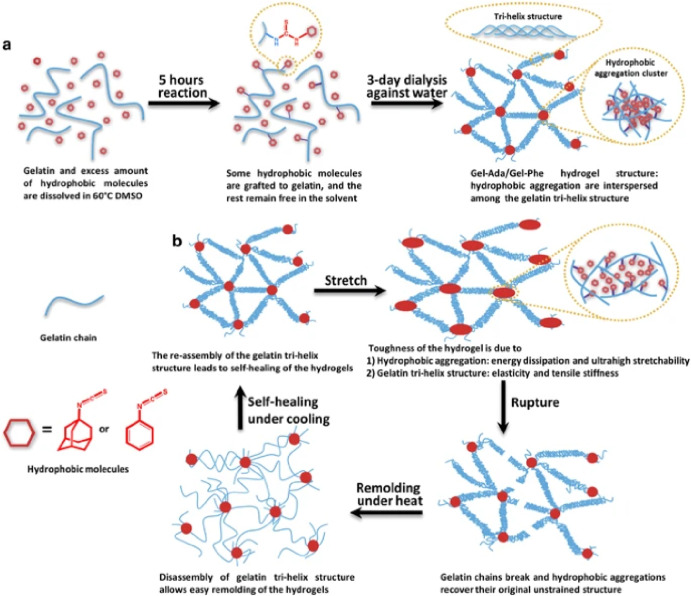 a
Tri-helix structure
S
N
H
C
N
H
5 hours
reaction
3-day dialysis
against water
Hydrophobic
aggregation cluster
Gelatin and excess amount
of hydrophobic molecules
are dissolved in 60°C DMSO
Some hydrophobic molecules
are grafted to gelatin, and the
rest remain free in the solvent
Gel-Ada/Gel-Phe hydrogel structure:
hydrophobic aggregation are interspersed
among the gelatin tri-helix structure
b
Stretch
Gelatin chain
The re-assembly of the gelatin tri-helix
structure leads to self-healing of the hydrogels
Toughness of the hydrogel is due to
1) Hydrophobic aggregation: energy dissipation and ultrahigh stretchability
2) Gelatin tri-helix structure: elasticity and tensile stiffness
N=C=S
N=C=S
= or
Hydrophobic molecules
Self-healing
under cooling
Rupture
Remolding
under heat
Disassembly of gelatin tri-helix structure
allows easy remolding of the hydrogels
Gelatin chains break and hydrophobic aggregations
recover their original unstrained structure